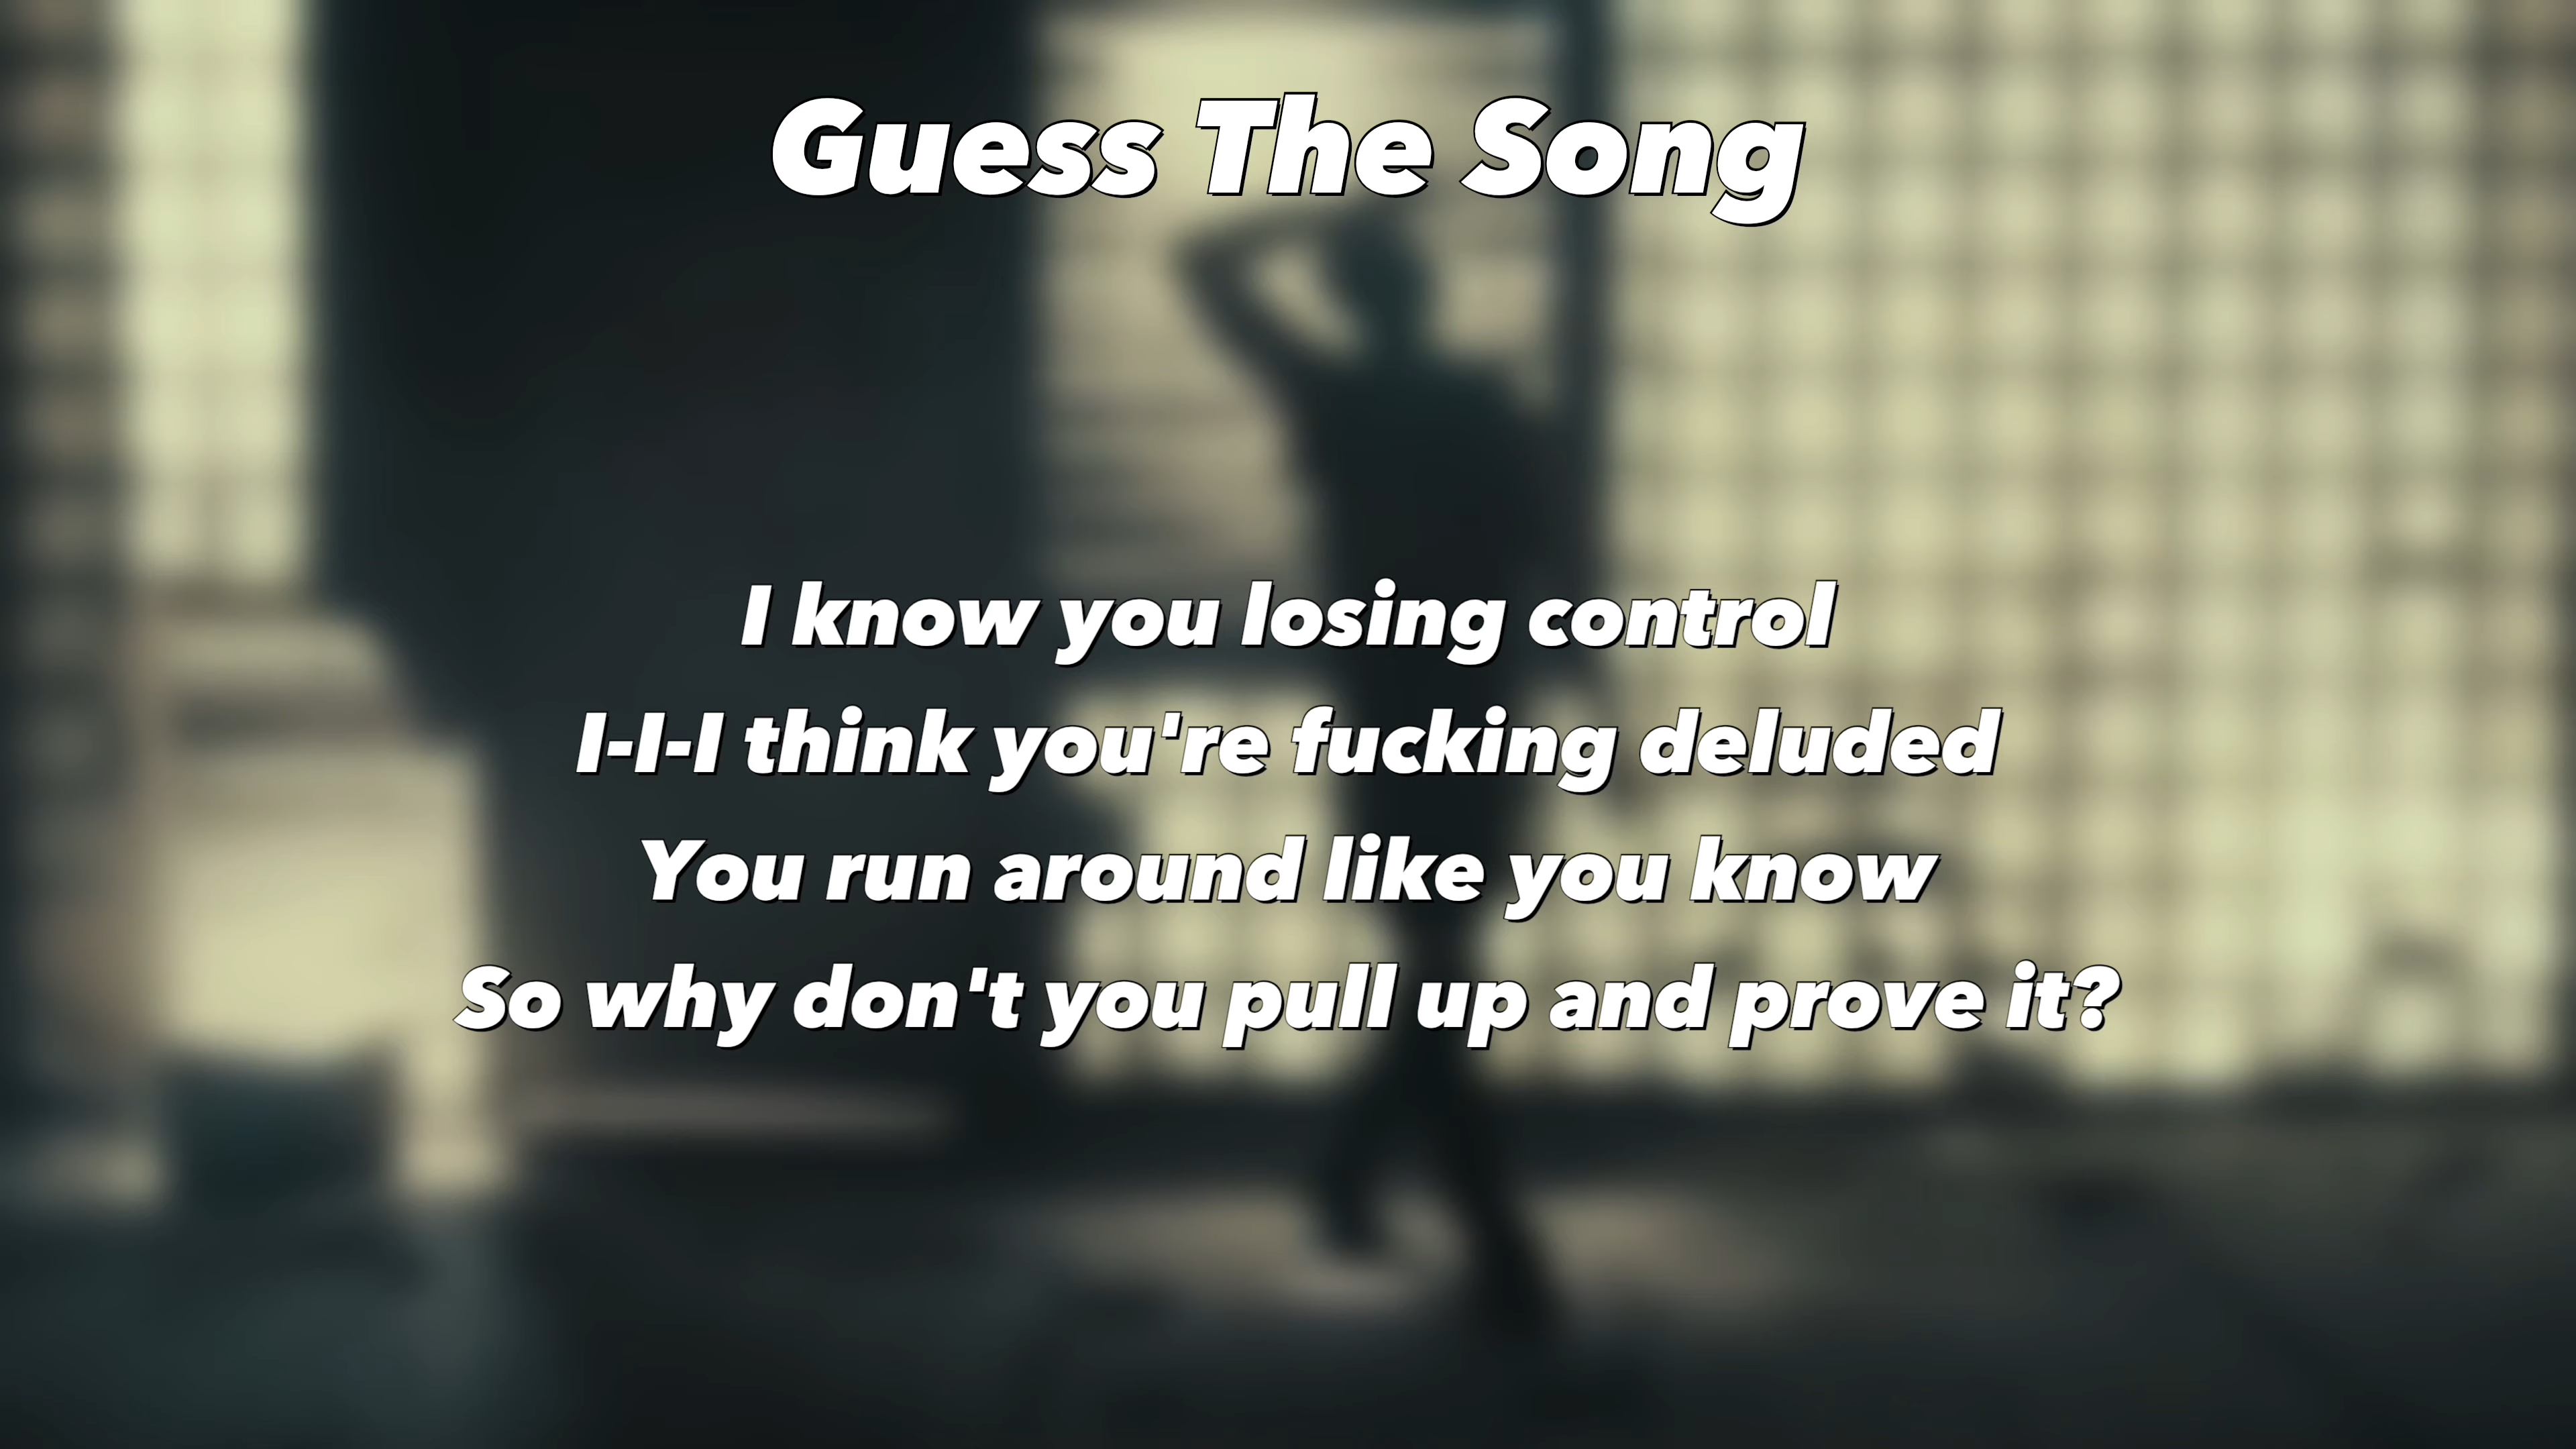 Guess The Song
I know you losing control
I-I-I think you're fucking deluded
You run around like you know
So why don't you pull up and prove it?